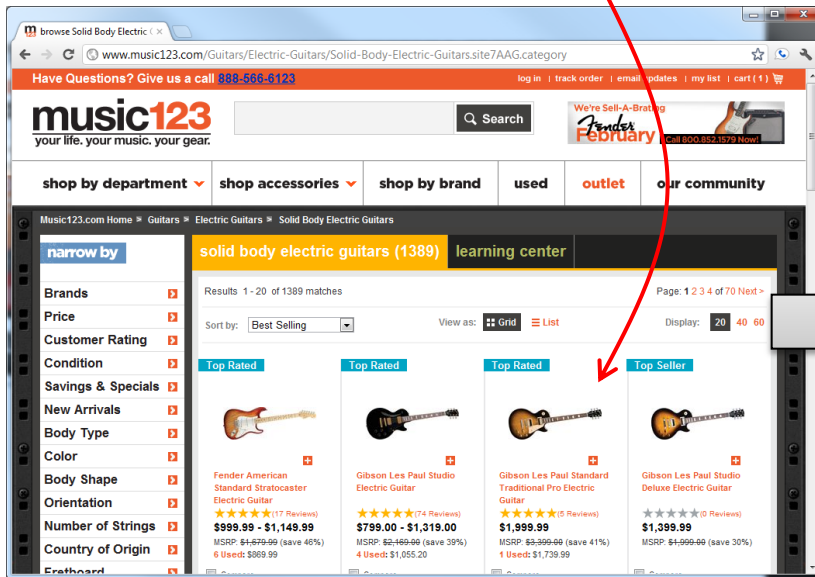 browse Solid Body Electric G
www.music123.com/Guitars/Electric-Guitars/Solid-Body-Electric-Guitars.site7AAG.category
Have Questions? Give us a call 888-566-6123
log in | track order | email updates | my list | cart ( 1 )
music123
your life. your music. your gear.
Search
We're Sell-A-Brating
Fender
February
Call 800.852.1579 Now!
shop by department shop accessories shop by brand used outlet our community
Music123.com Home » Guitars » Electric Guitars » Solid Body Electric Guitars
narrow by
Brands
Price
Customer Rating
Condition
Savings & Specials
New Arrivals
Body Type
Color
Body Shape
Orientation
Number of Strings
Country of Origin
Fretboard
solid body electric guitars (1389) learning center
Results 1 - 20 of 1389 matches
Page: 1 2 3 4 of 70 Next >
Sort by: Best Selling
View as: Grid List
Display: 20 40 60
Top Rated
Fender American
Standard Stratocaster
Electric Guitar
(17 Reviews)
$999.99 - $1,149.99
MSRP: $1,679.99 (save 46%)
6 Used: $869.99
Compare
Top Rated
Gibson Les Paul Studio
Electric Guitar
(74 Reviews)
$799.00 - $1,319.00
MSRP: $2,169.00 (save 39%)
4 Used: $1,055.20
Compare
Top Rated
Gibson Les Paul Standard
Traditional Pro Electric
Guitar
(5 Reviews)
$1,999.99
MSRP: $3,399.00 (save 41%)
1 Used: $1,739.99
Compare
Top Seller
Gibson Les Paul Studio
Deluxe Electric Guitar
(0 Reviews)
$1,399.99
MSRP: $1,999.00 (save 30%)
Compare